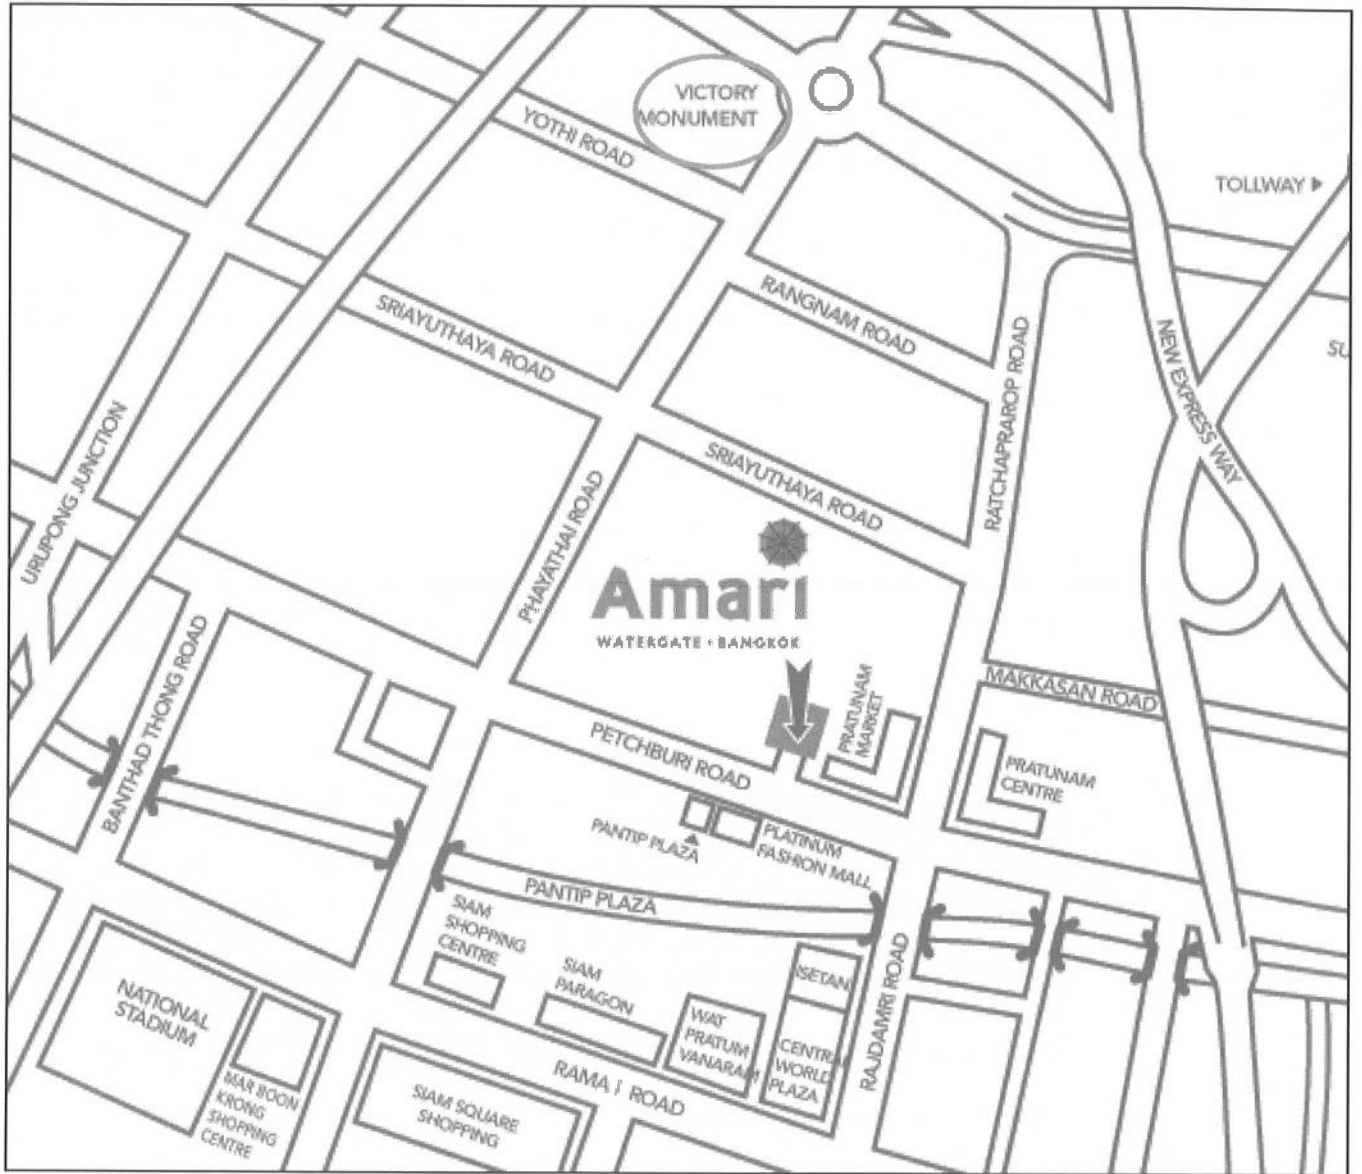 VICTORY
MONUMENT
YOTHI ROAD
TOLLWAY
RANGNAM ROAD
SRIAYUTHAYA ROAD
NEW EXPRESS WAY
SU
RATCHAPRAROP ROAD
URUPONG JUNCTION
SRIAYUTHAYA ROAD
PHAYATHAI ROAD
Amari
WATERGATE • BANGKOK
MAKKASAN ROAD
BANTHAD THONG ROAD
PRATUNAM
MARKET
PETCHBURI ROAD
PRATUNAM
CENTRE
PANTIP PLAZA
PLATINUM
FASHION MALL
PANTIP PLAZA
SIAM
SHOPPING
CENTRE
SIAM
PARAGON
ISETAN
RAJDAMRI ROAD
NATIONAL
STADIUM
WAT
PRATUM
VANARAM
CENTRAL
WORLD
PLAZA
RAMA I ROAD
MAR BOON
KRONG
SHOPPING
CENTRE
SIAM SQUARE
SHOPPING